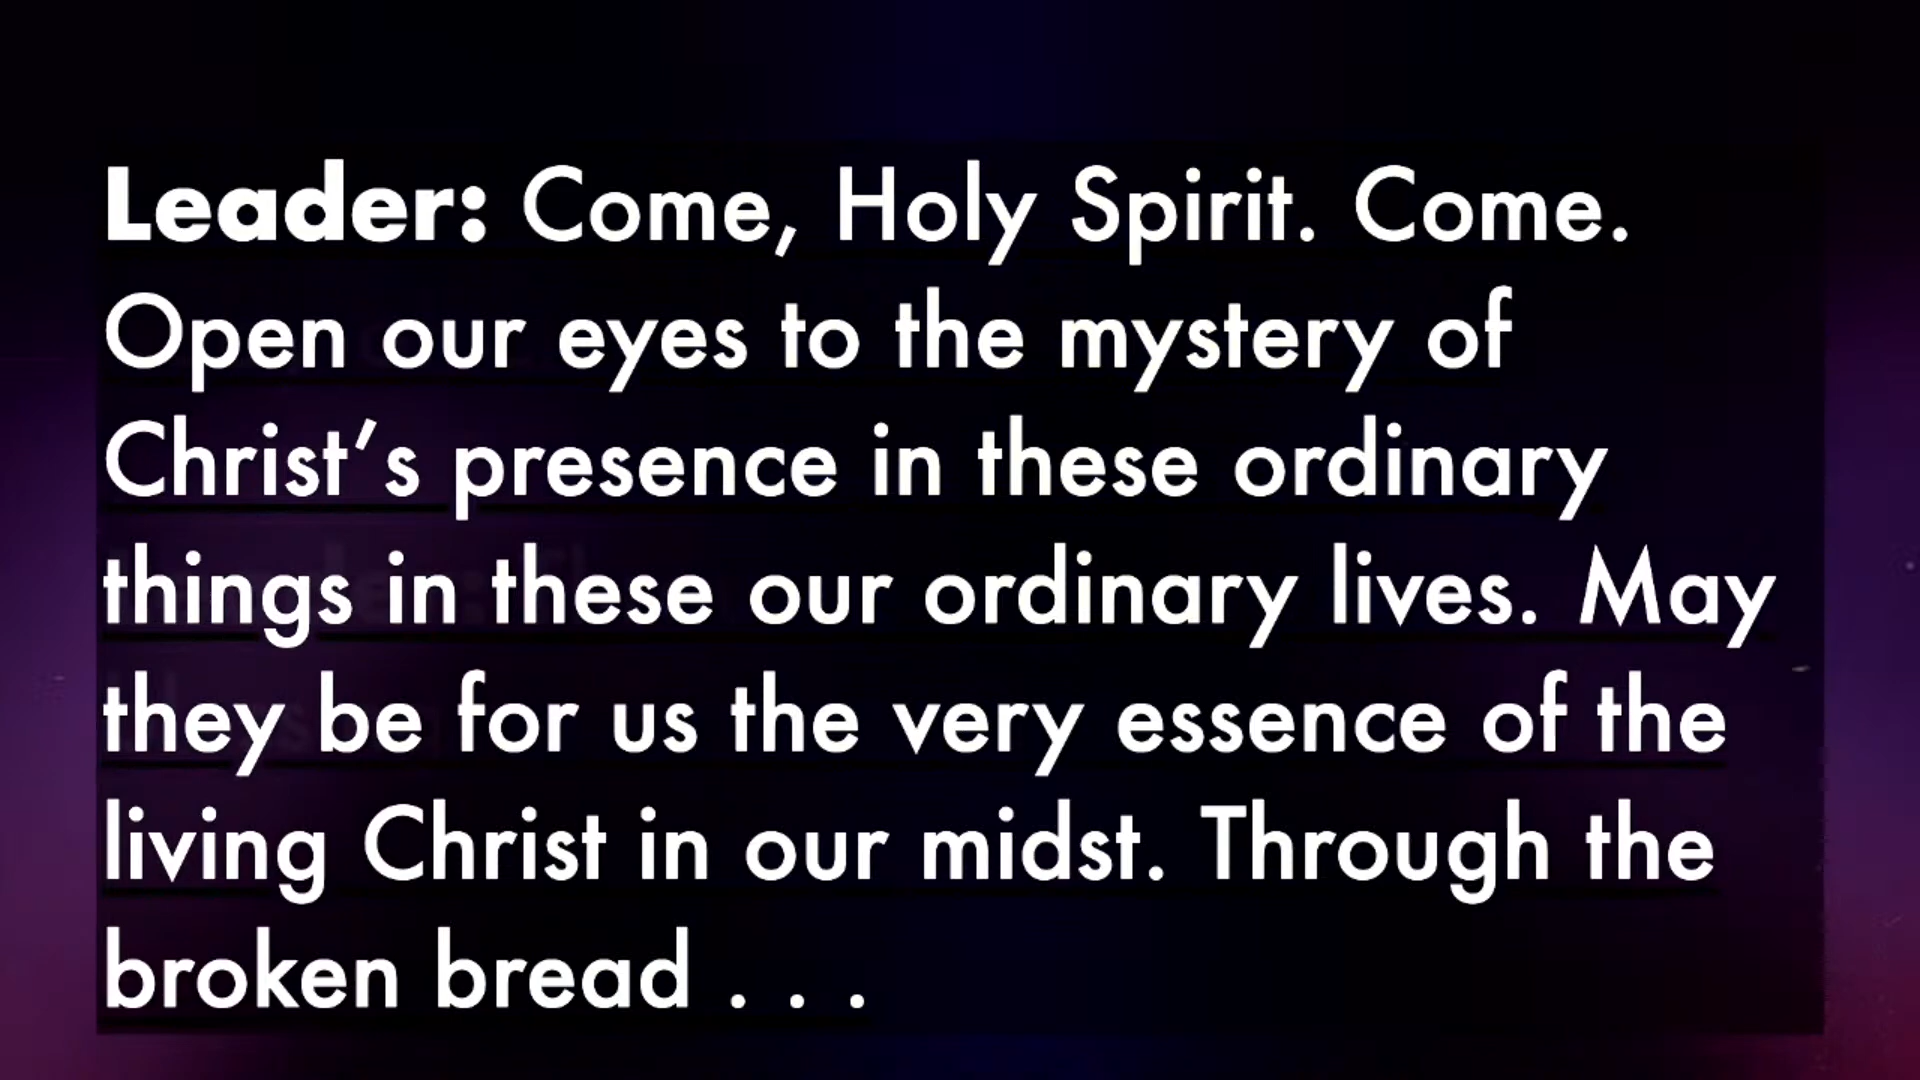 Leader: Come, Holy Spirit. Come.
Open our eyes to the mystery of
Christ’s presence in these ordinary
things in these our ordinary lives. May
they be for us the very essence of the
living Christ in our midst. Through the
broken bread . . .